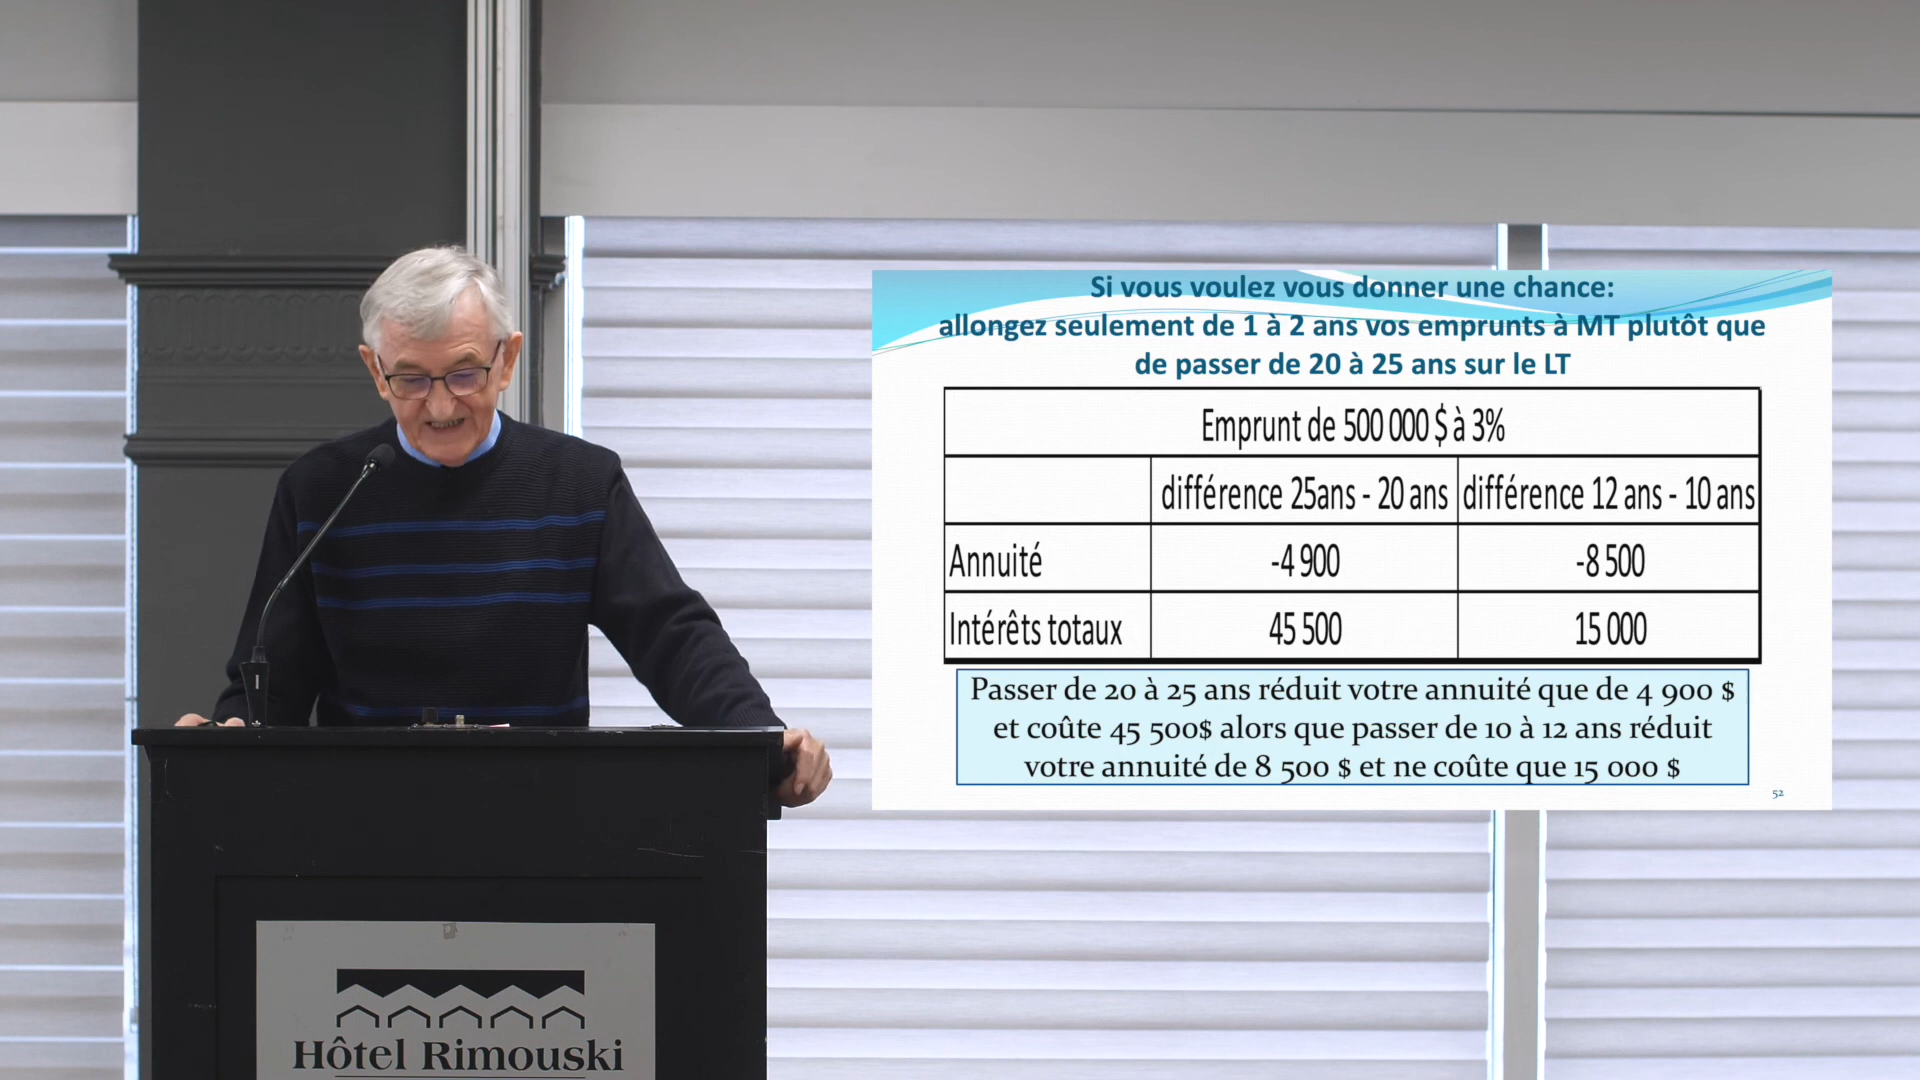 Si vous voulez vous donner une chance:
allongez seulement de 1 à 2 ans vos emprunts à MT plutôt que
de passer de 20 à 25 ans sur le LT
Emprunt de 500 000 $ à 3%
différence 25ans - 20 ans différence 12 ans - 10 ans
Annuité -4 900 -8 500
Intérêts totaux 45 500 15 000
Passer de 20 à 25 ans réduit votre annuité que de 4 900 $
et coûte 45 500$ alors que passer de 10 à 12 ans réduit
votre annuité de 8 500 $ et ne coûte que 15 000 $
52
Hôtel Rimouski